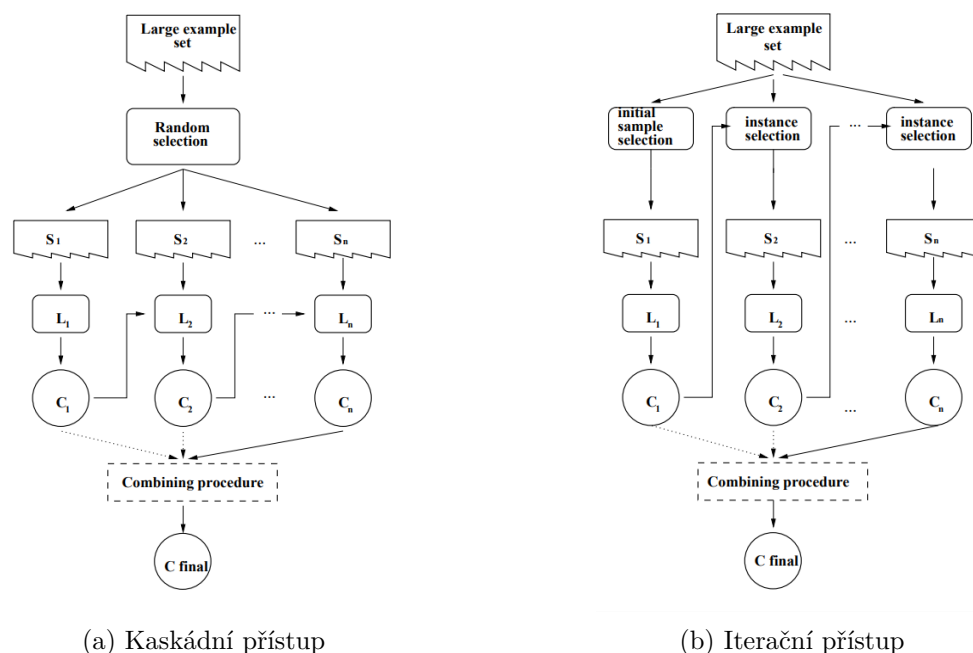 Large example
set
Random
selection
S1 S2 ... Sn
L1 L2 ... Ln
C1 C2 ... Cn
Combining procedure
C final
(a) Kaskádní přístup
Large example
set
initial
sample
selection
instance
selection
...
instance
selection
S1 S2 ... Sn
L1 L2 ... Ln
C1 C2 ... Cn
Combining procedure
C final
(b) Iterační přístup